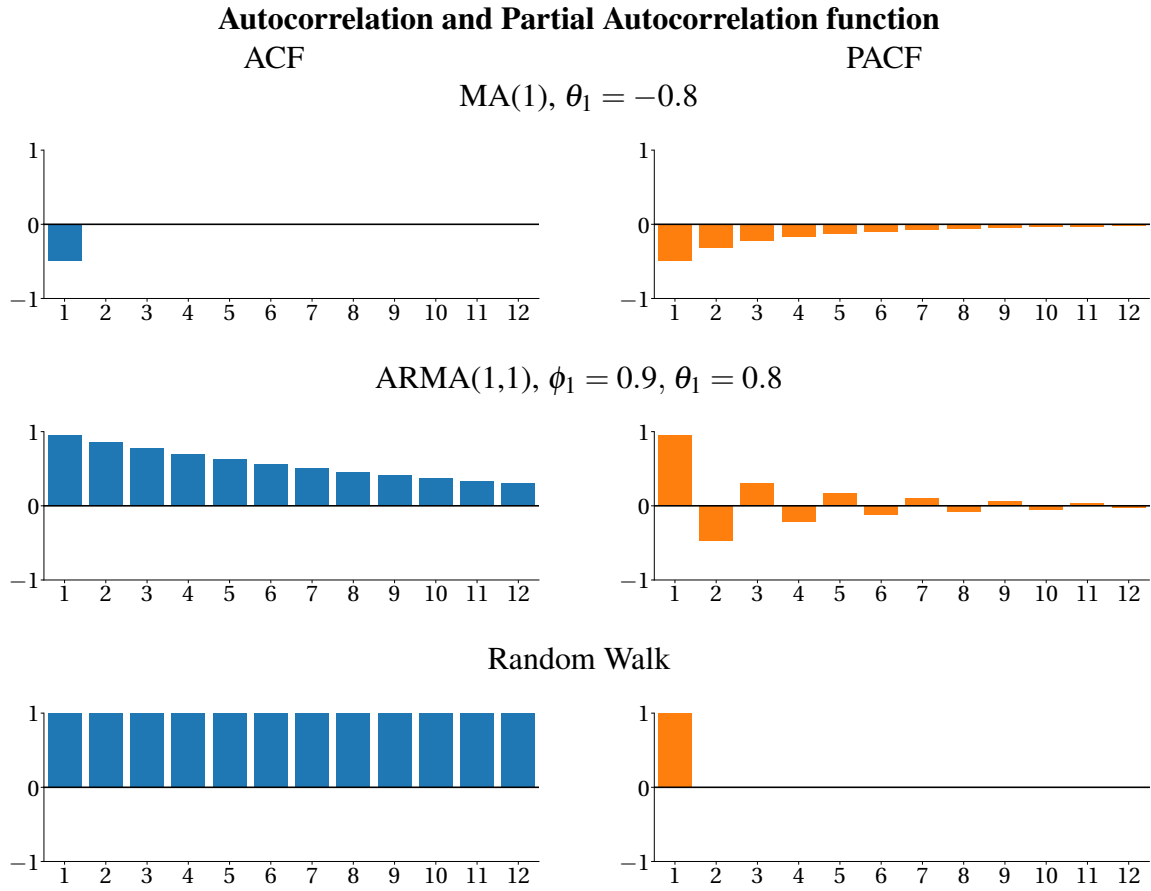 Autocorrelation and Partial Autocorrelation function
ACF PACF
MA(1), θ₁ = −0.8
1 1
0 0
−1 −1
1 2 3 4 5 6 7 8 9 10 11 12 1 2 3 4 5 6 7 8 9 10 11 12
ARMA(1,1), ϕ₁ = 0.9, θ₁ = 0.8
1 1
0 0
−1 −1
1 2 3 4 5 6 7 8 9 10 11 12 1 2 3 4 5 6 7 8 9 10 11 12
Random Walk
1 1
0 0
−1 −1
1 2 3 4 5 6 7 8 9 10 11 12 1 2 3 4 5 6 7 8 9 10 11 12